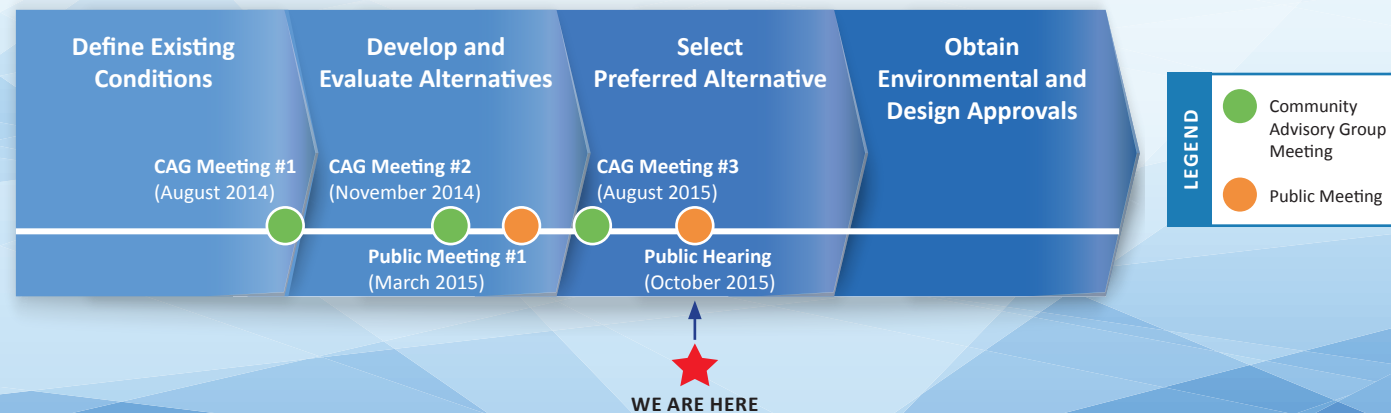 Define Existing
Conditions
Develop and
Evaluate Alternatives
Select
Preferred Alternative
Obtain
Environmental and
Design Approvals
CAG Meeting #1
(August 2014)
CAG Meeting #2
(November 2014)
Public Meeting #1
(March 2015)
CAG Meeting #3
(August 2015)
Public Hearing
(October 2015)
WE ARE HERE
LEGEND
Community
Advisory Group
Meeting
Public Meeting